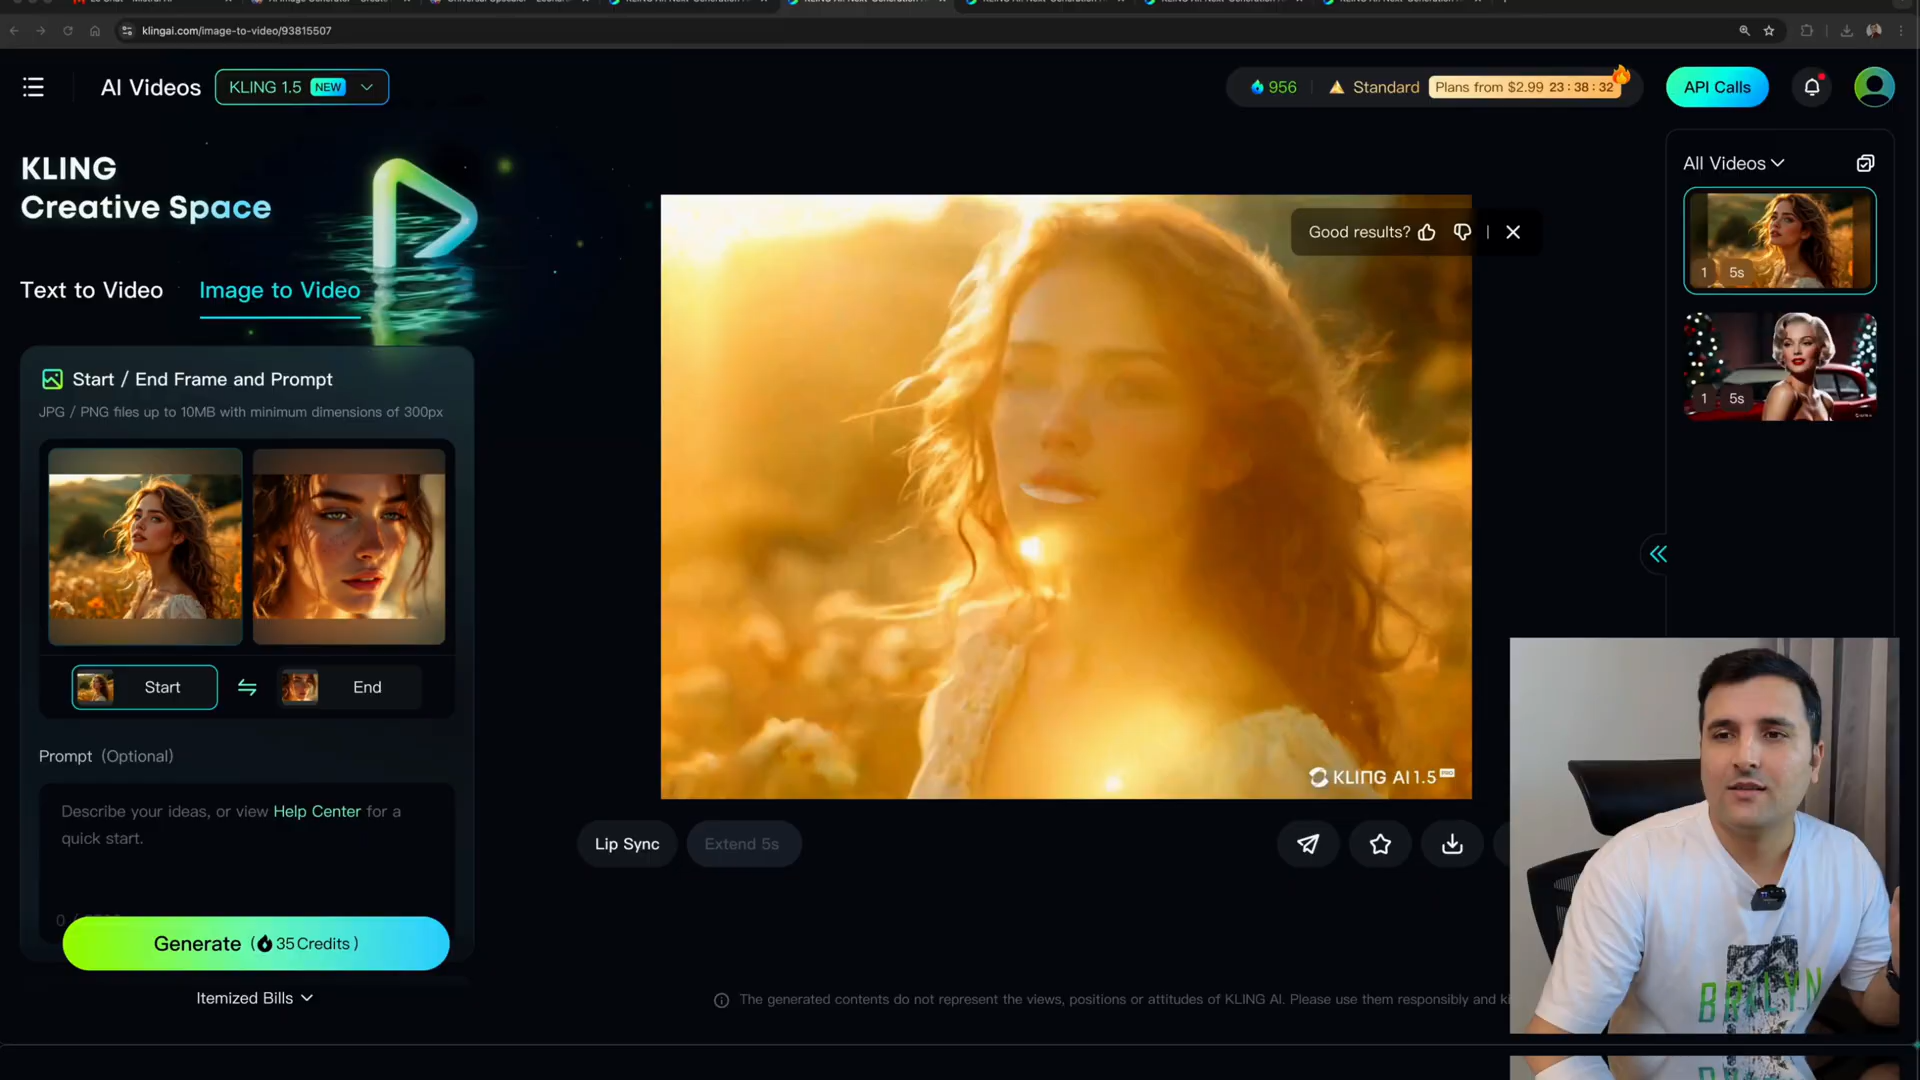 klingai.com/image-to-video/93815507
AI Videos
KLING 1.5 NEW
956
Standard
Plans from $2.99 23 : 38 : 32
API Calls
KLING
Creative Space
Text to Video
Image to Video
Start / End Frame and Prompt
JPG / PNG files up to 10MB with minimum dimensions of 300px
Start
End
Prompt (Optional)
Describe your ideas, or view Help Center for a
quick start.
Generate ( 35 Credits )
Itemized Bills
Good results?
KLING AI 1.5 PRO
Lip Sync
Extend 5s
The generated contents do not represent the views, positions or attitudes of KLING AI. Please use them responsibly and
All Videos
1 5s
1 5s